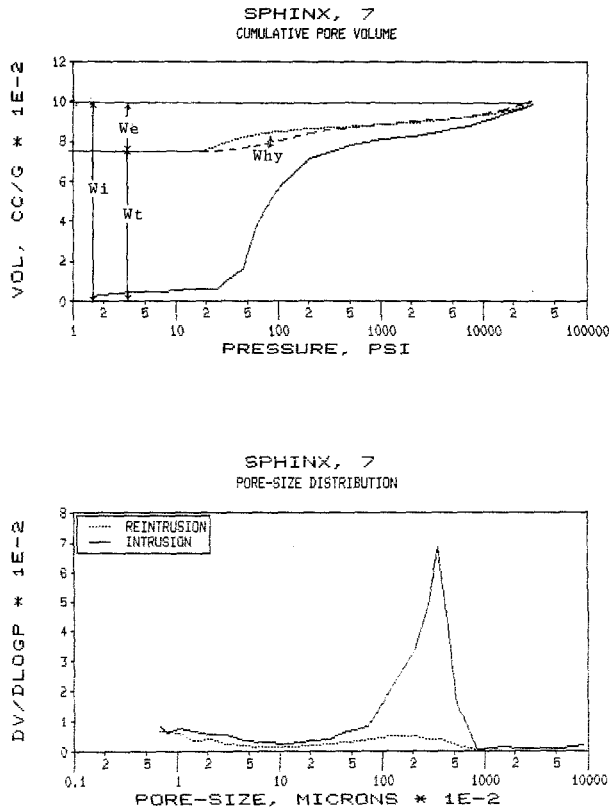 SPHINX, 7
CUMULATIVE PORE VOLUME
VOL, CC/G * 1E-2
12
10
8
6
4
2
0
We
Why
Wi
Wt
1 2 5 10 2 5 100 2 5 1000 2 5 10000 2 5 100000
PRESSURE, PSI
SPHINX, 7
PORE-SIZE DISTRIBUTION
DV/DLOGP * 1E-2
8
7
6
5
4
3
2
1
0
REINTRUSION
INTRUSION
0.1 2 5 1 2 5 10 2 5 100 2 5 1000 2 5 10000
PORE-SIZE, MICRONS * 1E-2